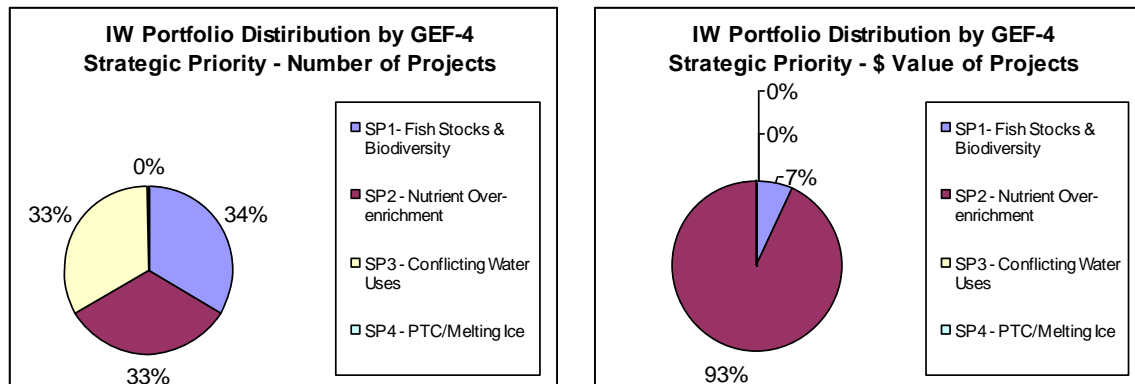 IW Portfolio Distiribution by GEF-4
Strategic Priority - Number of Projects
SP1- Fish Stocks &
Biodiversity
SP2 - Nutrient Over-
enrichment
SP3 - Conflicting Water
Uses
SP4 - PTC/Melting Ice
0%
33%
34%
33%
IW Portfolio Distribution by GEF-4
Strategic Priority - $ Value of Projects
0%
0%
7%
93%
SP1- Fish Stocks &
Biodiversity
SP2 - Nutrient Over-
enrichment
SP3 - Conflicting Water
Uses
SP4 - PTC/Melting Ice